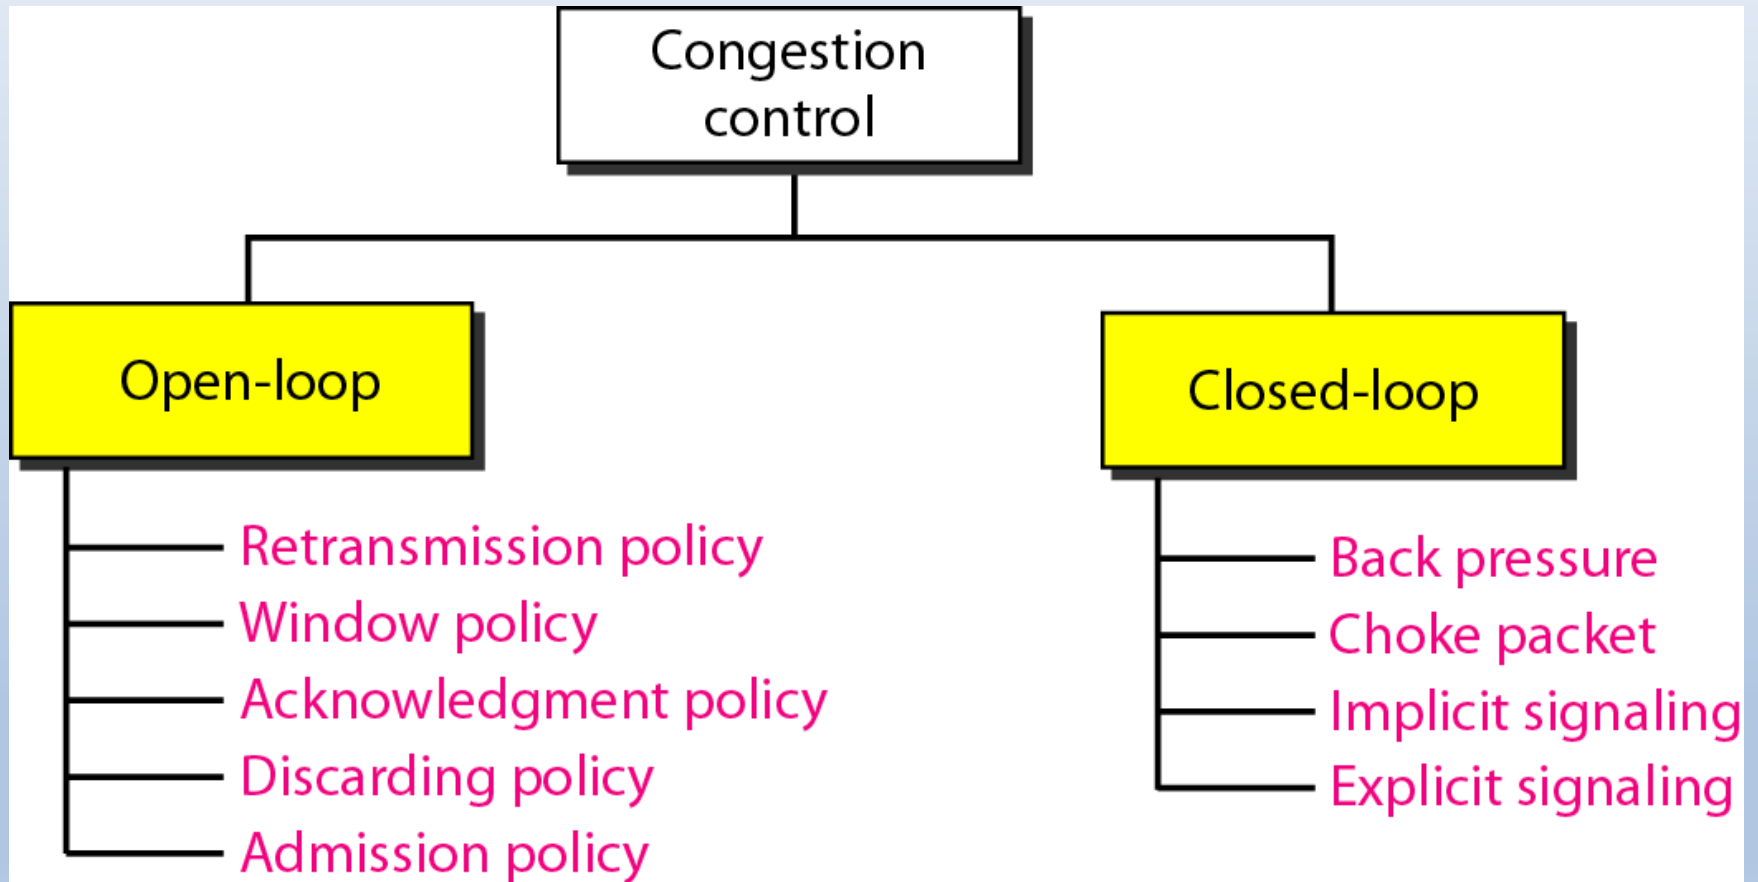 Congestion
control
Open-loop
Retransmission policy
Window policy
Acknowledgment policy
Discarding policy
Admission policy
Closed-loop
Back pressure
Choke packet
Implicit signaling
Explicit signaling